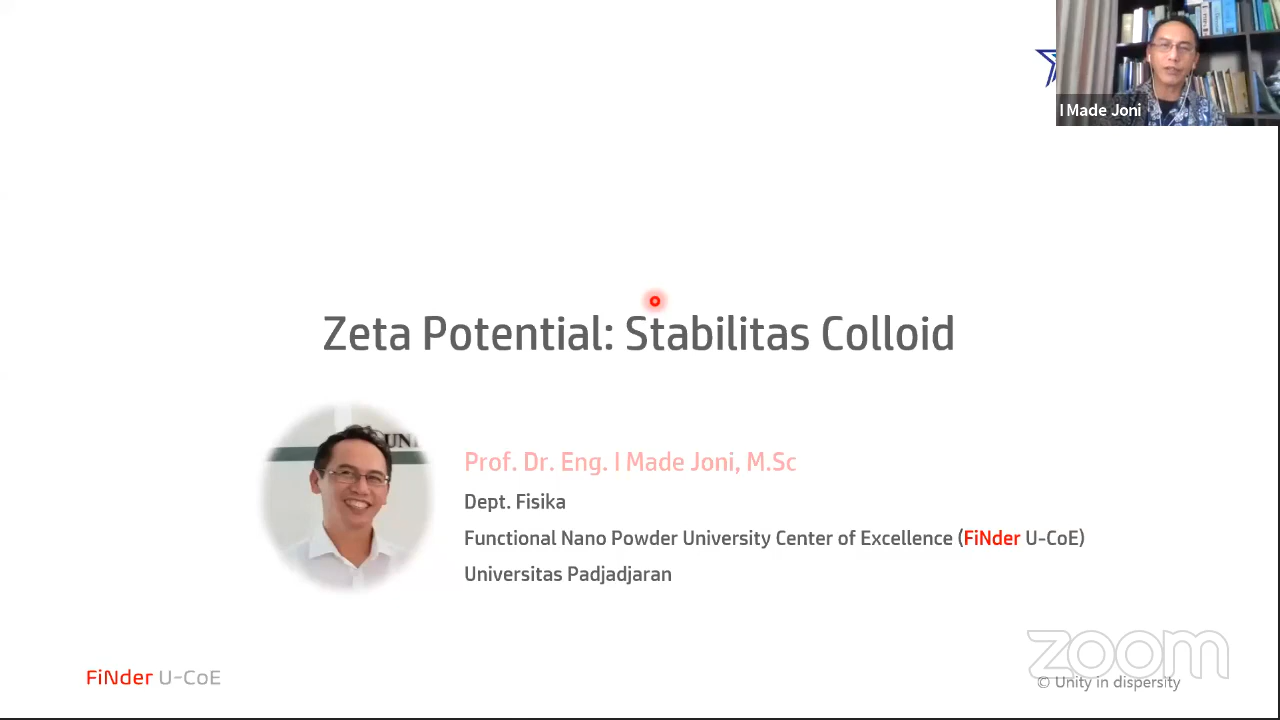 I Made Joni
Zeta Potential: Stabilitas Colloid
Prof. Dr. Eng. I Made Joni, M.Sc
Dept. Fisika
Functional Nano Powder University Center of Excellence (FiNder U-CoE)
Universitas Padjadjaran
FiNder U-CoE
zoom
© Unity in dispersity